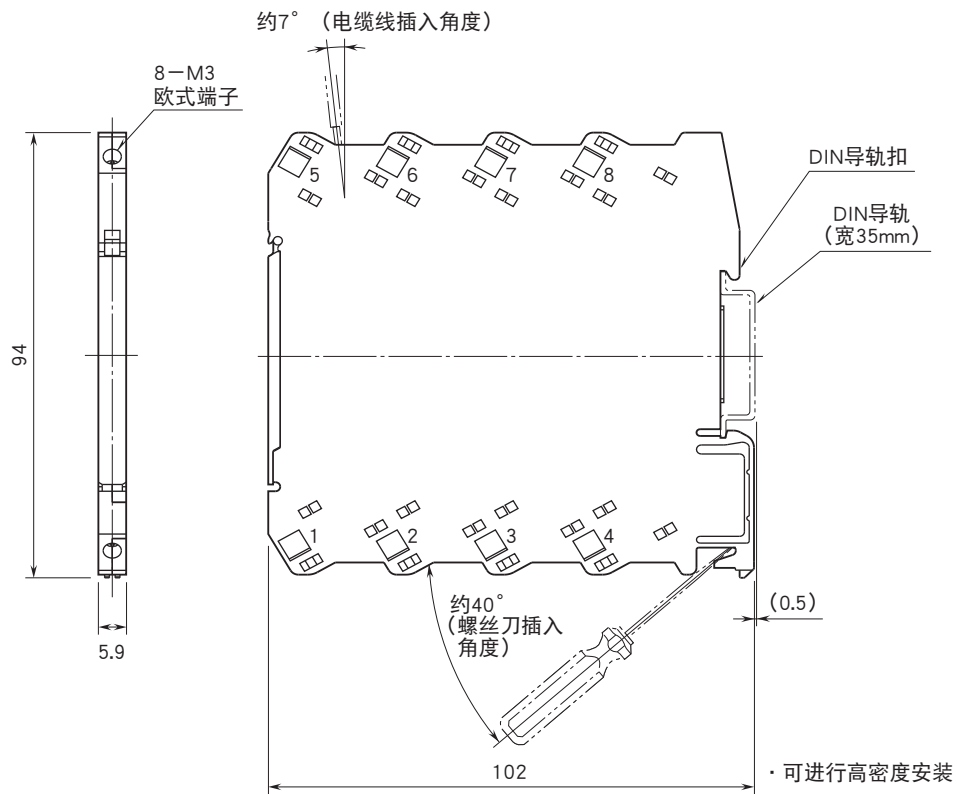 约7°（电缆线插入角度）
8－M3
欧式端子
5
6
7
8
DIN导轨扣
DIN导轨
（宽35mm）
94
1
2
3
4
约40°
（螺丝刀插入
角度）
（0.5）
5.9
102
・可进行高密度安装